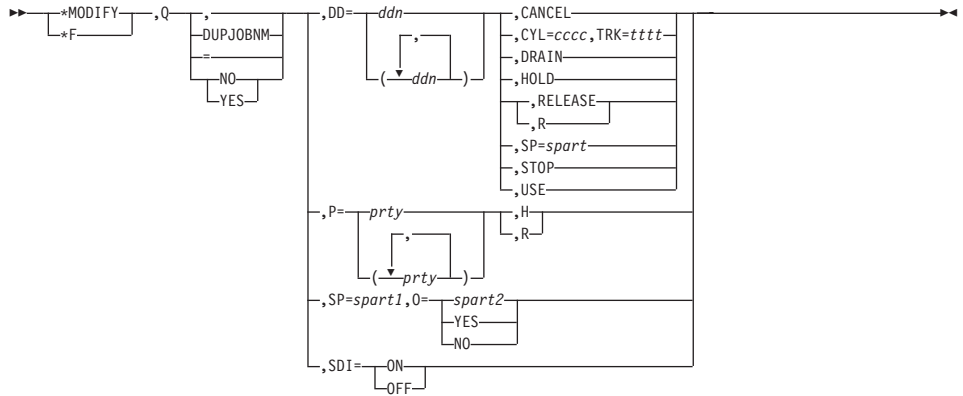 *MODIFY ,Q , ,DD= ddn ,CANCEL
*F DUPJOBNM , ,CYL=cccc,TRK=tttt
= ( ddn ) ,DRAIN
NO ,HOLD
YES ,RELEASE
,R
,SP=spart
,STOP
,USE
,P= prty ,H
, ,R
( prty )
,SP=spart1,O= spart2
YES
NO
,SDI= ON
OFF